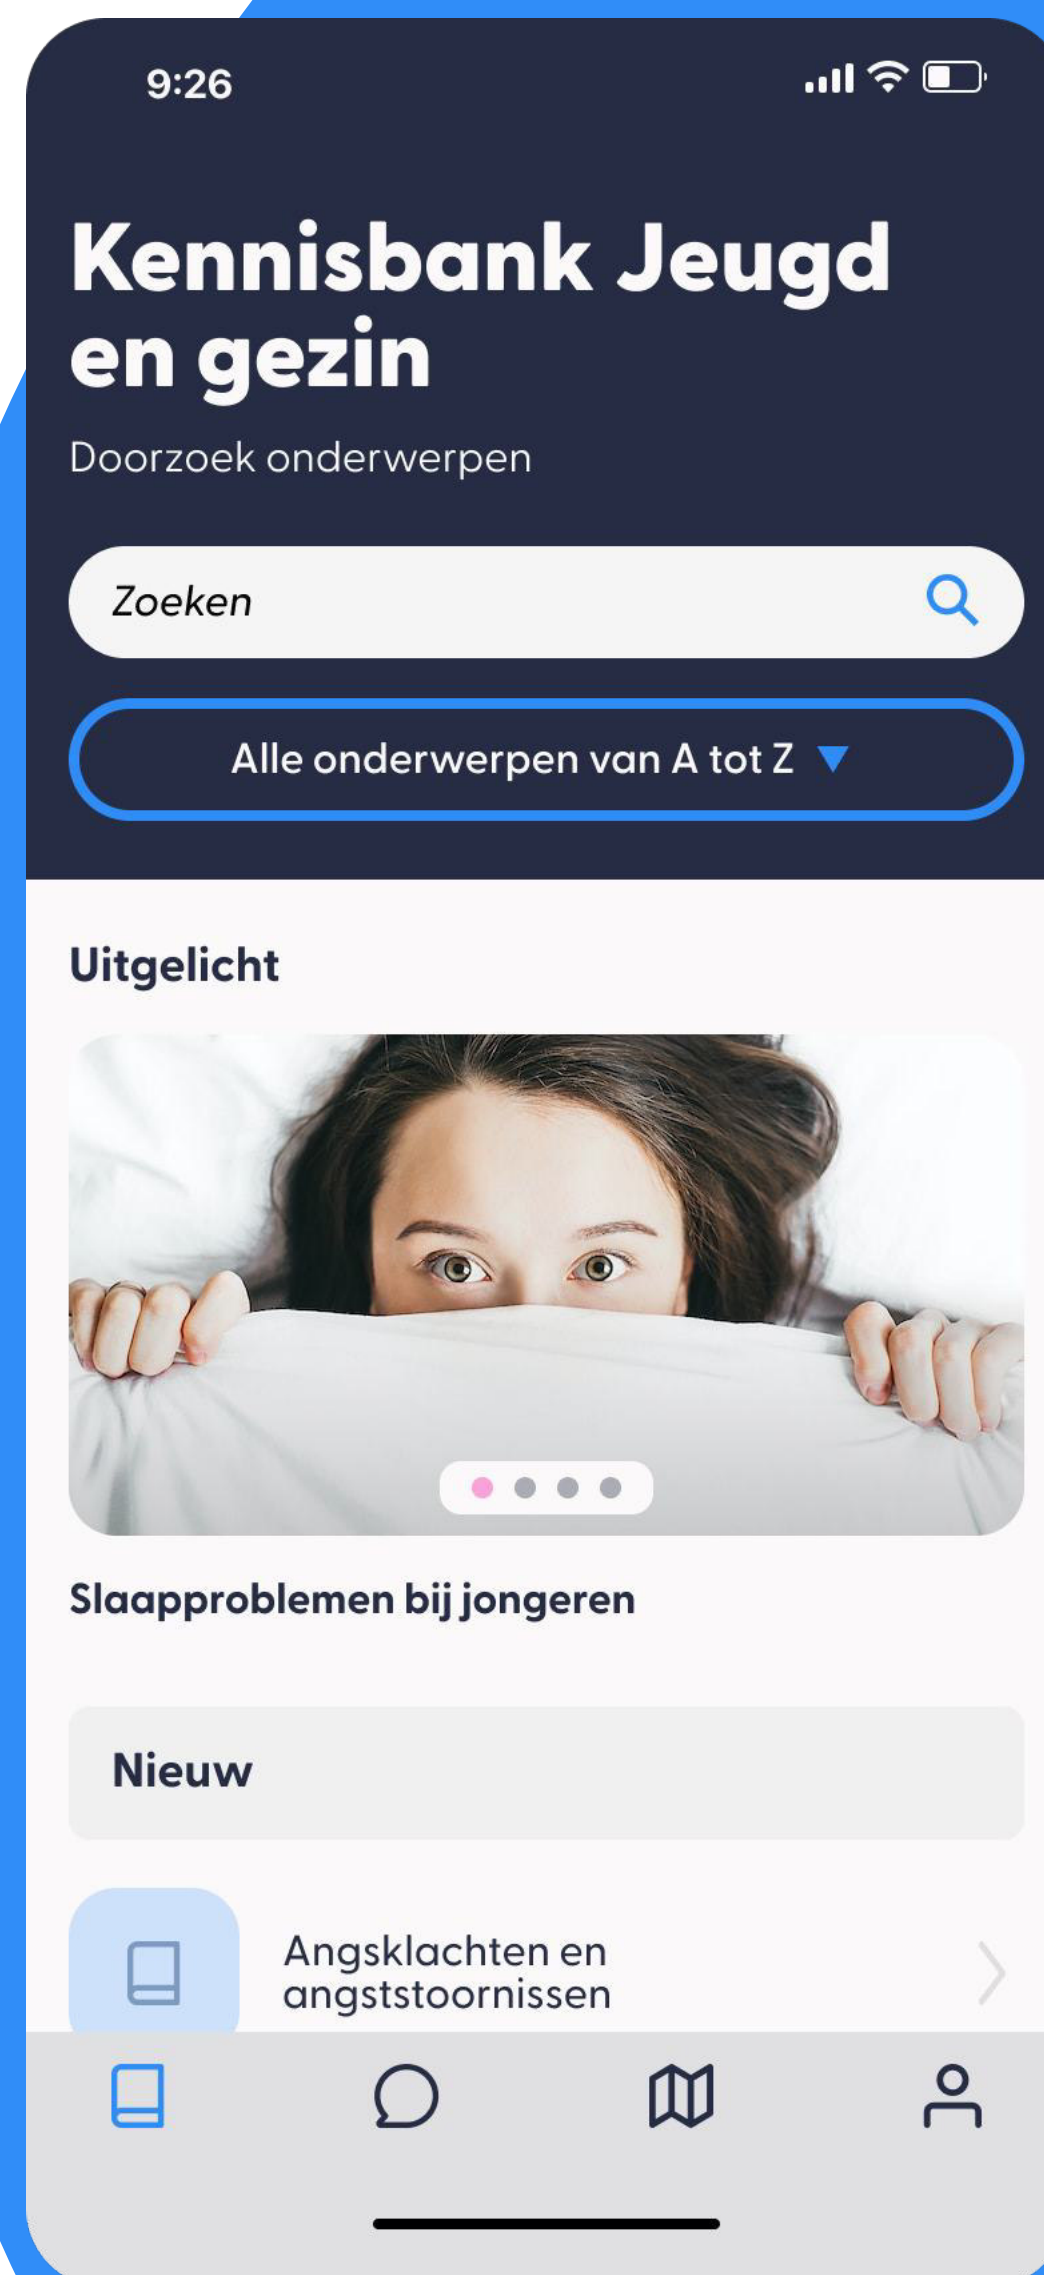 9:26
Kennisbank Jeugd
en gezin
Doorzoek onderwerpen
Zoeken
Alle onderwerpen van A tot Z
Uitgelicht
Slaapproblemen bij jongeren
Nieuw
Angsklachten en
angststoornissen